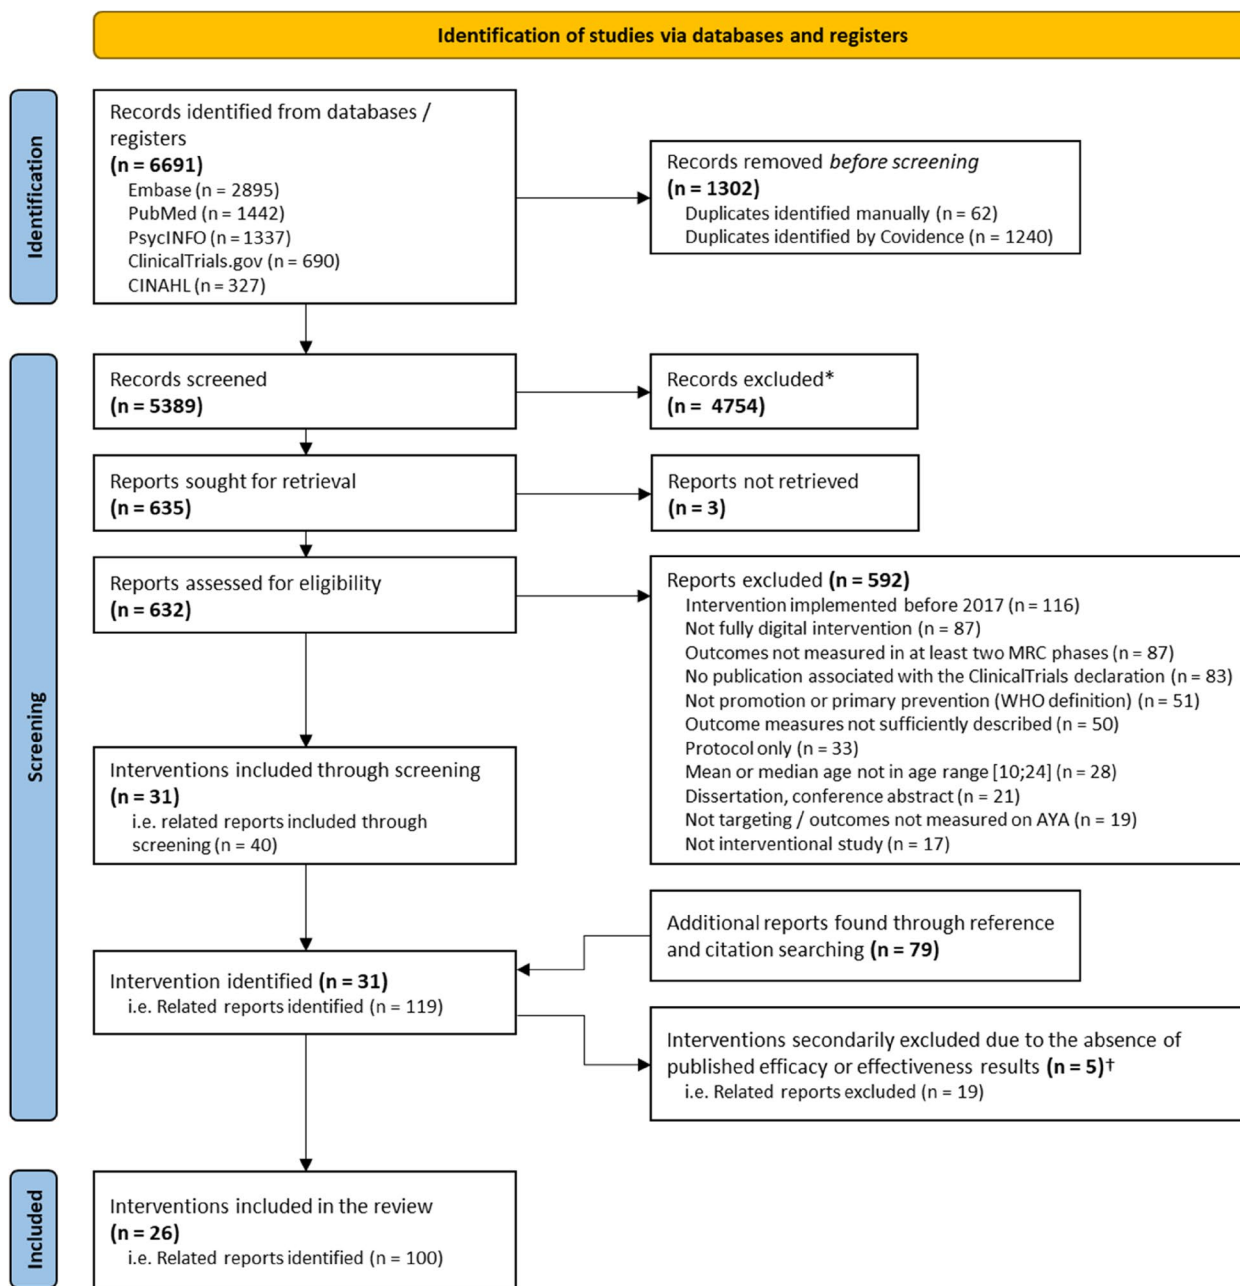 Identification of studies via databases and registers
Identification
Records identified from databases /
registers
(n = 6691)
Embase (n = 2895)
PubMed (n = 1442)
PsycINFO (n = 1337)
ClinicalTrials.gov (n = 690)
CINAHL (n = 327)
Records removed before screening
(n = 1302)
Duplicates identified manually (n = 62)
Duplicates identified by Covidence (n = 1240)
Screening
Records screened
(n = 5389)
Records excluded*
(n = 4754)
Reports sought for retrieval
(n = 635)
Reports not retrieved
(n = 3)
Reports assessed for eligibility
(n = 632)
Reports excluded (n = 592)
Intervention implemented before 2017 (n = 116)
Not fully digital intervention (n = 87)
Outcomes not measured in at least two MRC phases (n = 87)
No publication associated with the ClinicalTrials declaration (n = 83)
Not promotion or primary prevention (WHO definition) (n = 51)
Outcome measures not sufficiently described (n = 50)
Protocol only (n = 33)
Mean or median age not in age range [10;24] (n = 28)
Dissertation, conference abstract (n = 21)
Not targeting / outcomes not measured on AYA (n = 19)
Not interventional study (n = 17)
Interventions included through screening
(n = 31)
i.e. related reports included through
screening (n = 40)
Additional reports found through reference
and citation searching (n = 79)
Intervention identified (n = 31)
i.e. Related reports identified (n = 119)
Interventions secondarily excluded due to the absence of
published efficacy or effectiveness results (n = 5)†
i.e. Related reports excluded (n = 19)
Included
Interventions included in the review
(n = 26)
i.e. Related reports identified (n = 100)